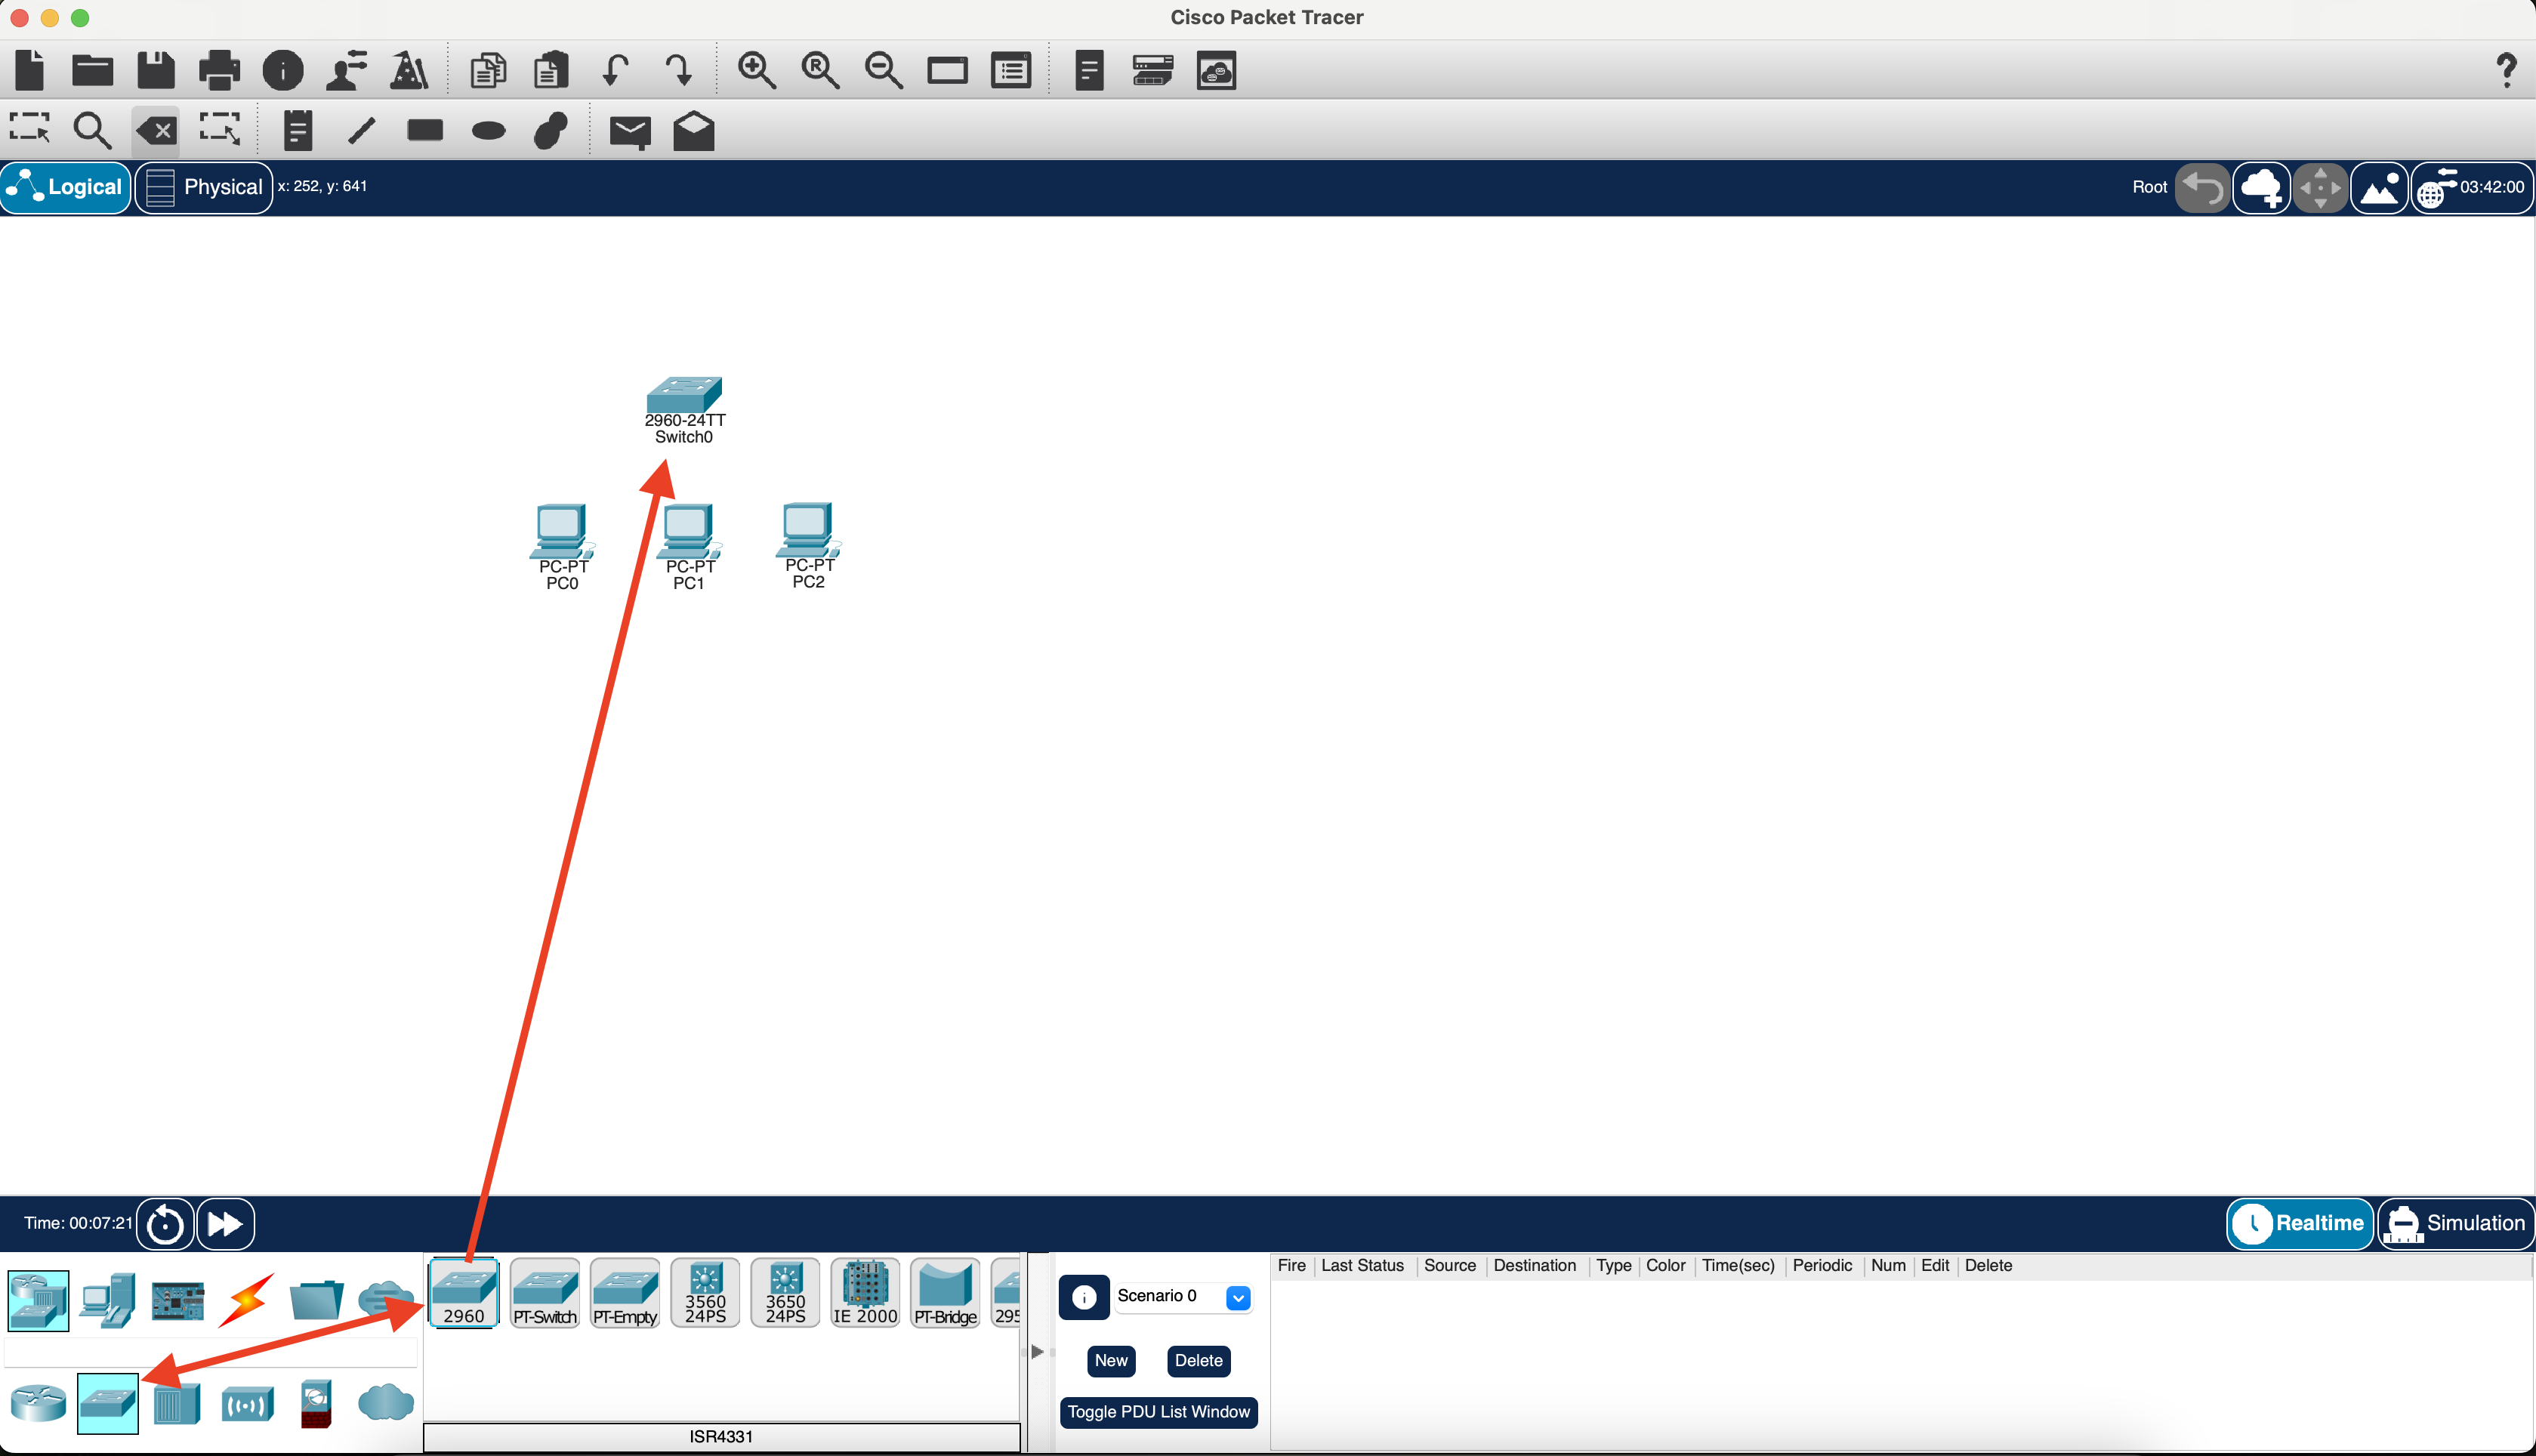 Cisco Packet Tracer
Logical
Physical
x: 252, y: 641
Root
03:42:00
2960-24TT
Switch0
PC-PT
PC0
PC-PT
PC1
PC-PT
PC2
Time: 00:07:21
Realtime
Simulation
2960
PT-Switch
PT-Empty
3560
24PS
3650
24PS
IE 2000
PT-Bridge
295
ISR4331
Scenario 0
New
Delete
Toggle PDU List Window
Fire Last Status Source Destination Type Color Time(sec) Periodic Num Edit Delete